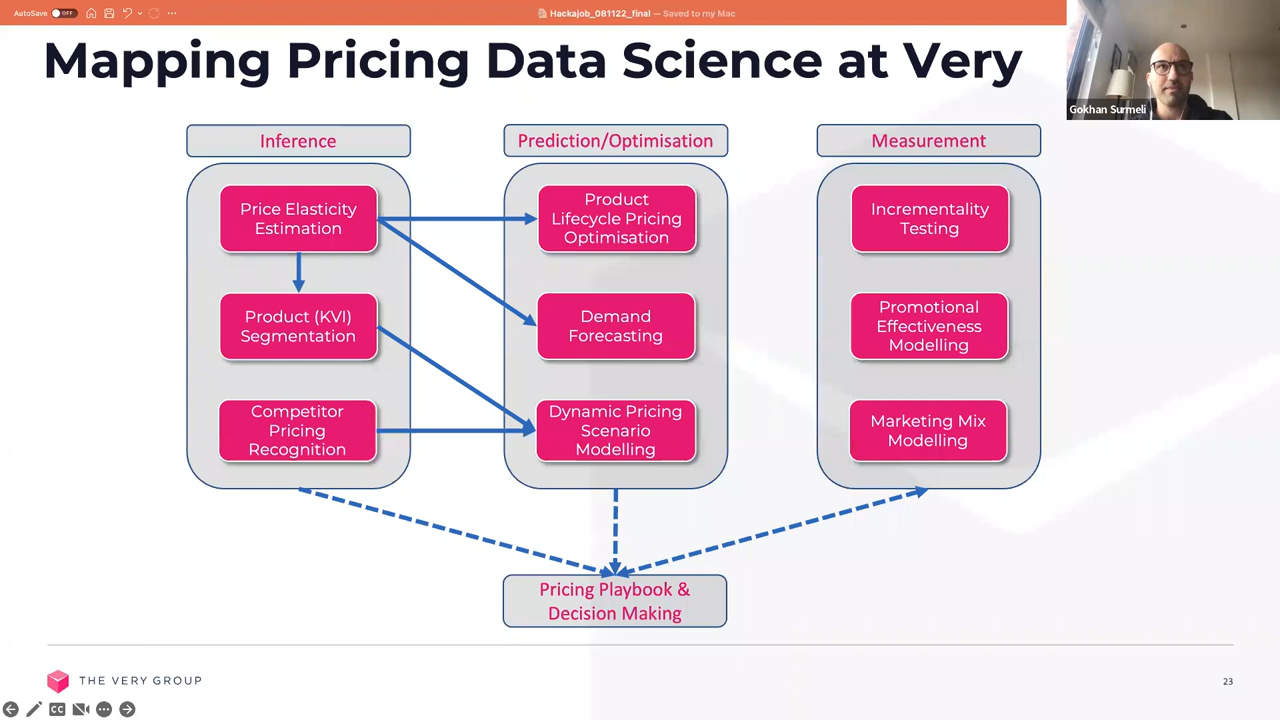 AutoSave OFF
Hackajob_081122_final — Saved to my Mac
Mapping Pricing Data Science at Very
Gokhan Surmeli
Inference
Price Elasticity
Estimation
Product (KVI)
Segmentation
Competitor
Pricing
Recognition
Prediction/Optimisation
Product
Lifecycle Pricing
Optimisation
Demand
Forecasting
Dynamic Pricing
Scenario
Modelling
Measurement
Incrementality
Testing
Promotional
Effectiveness
Modelling
Marketing Mix
Modelling
Pricing Playbook &
Decision Making
THE VERY GROUP
23
CC